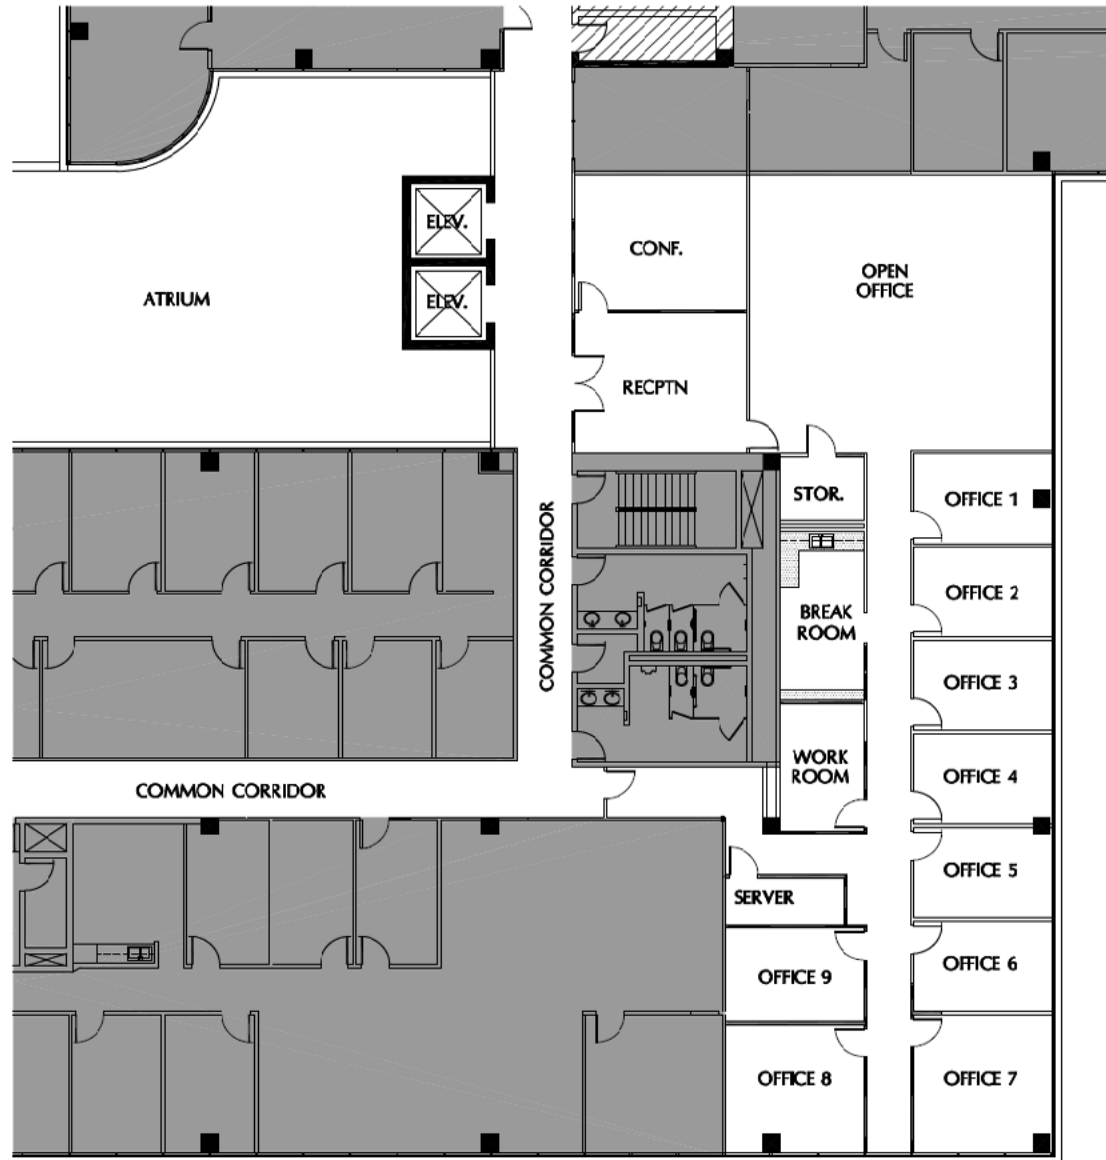 ELEV.
CONF.
OPEN
OFFICE
ATRIUM
ELEV.
RECPTN
STOR.
OFFICE 1
COMMON CORRIDOR
OFFICE 2
BREAK
ROOM
OFFICE 3
WORK
ROOM
OFFICE 4
COMMON CORRIDOR
OFFICE 5
SERVER
OFFICE 9
OFFICE 6
OFFICE 8
OFFICE 7